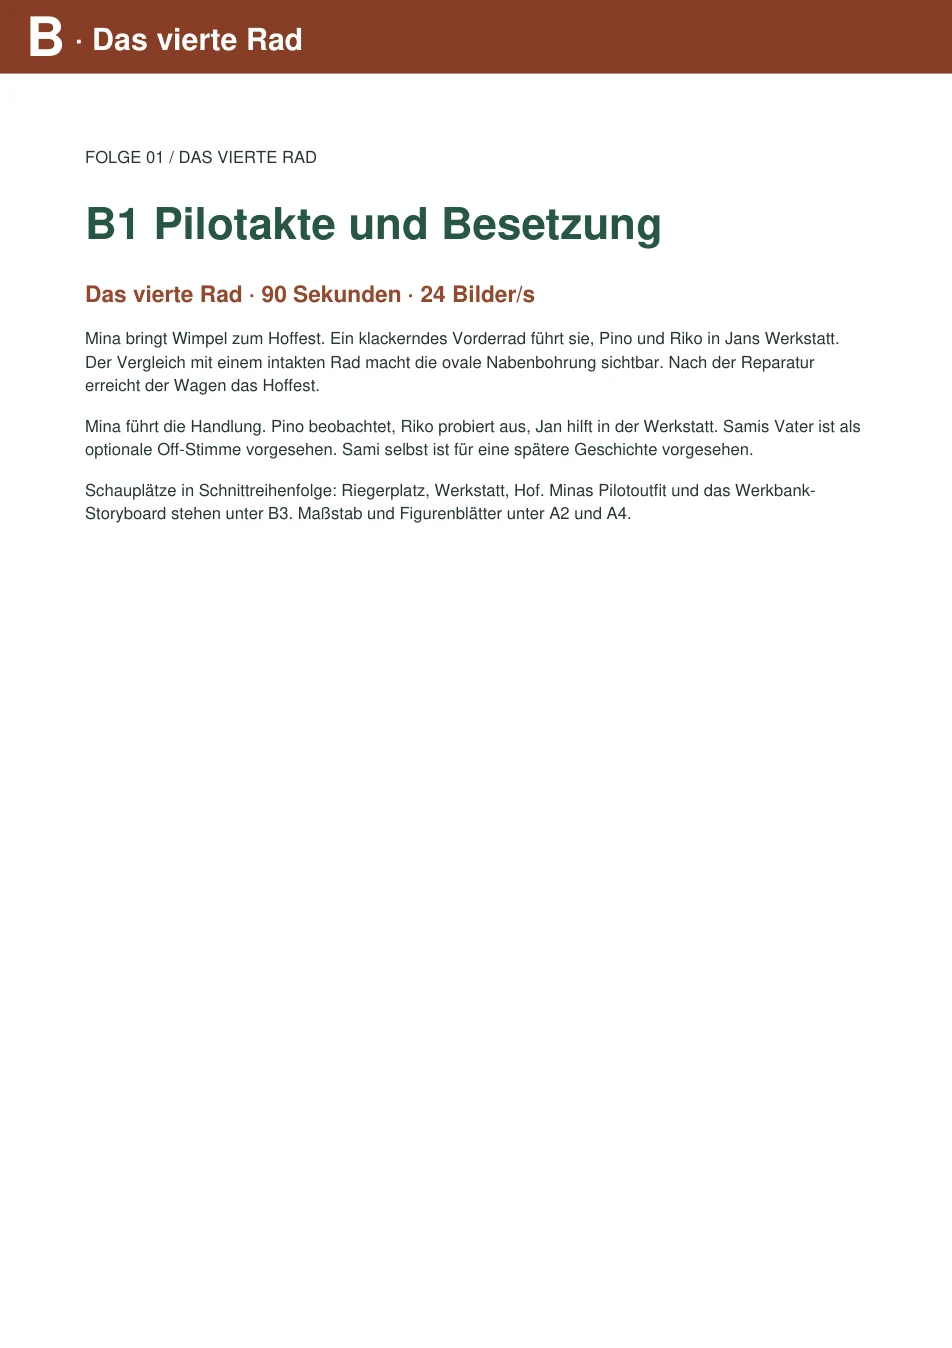 B · Das vierte Rad
FOLGE 01 / DAS VIERTE RAD
B1 Pilotakte und Besetzung
Das vierte Rad · 90 Sekunden · 24 Bilder/s
Mina bringt Wimpel zum Hoffest. Ein klackerndes Vorderrad führt sie, Pino und Riko in Jans Werkstatt.
Der Vergleich mit einem intakten Rad macht die ovale Nabenbohrung sichtbar. Nach der Reparatur
erreicht der Wagen das Hoffest.
Mina führt die Handlung. Pino beobachtet, Riko probiert aus, Jan hilft in der Werkstatt. Samis Vater ist als
optionale Off-Stimme vorgesehen. Sami selbst ist für eine spätere Geschichte vorgesehen.
Schauplätze in Schnittreihenfolge: Riegerplatz, Werkstatt, Hof. Minas Pilotoutfit und das Werkbank-
Storyboard stehen unter B3. Maßstab und Figurenblätter unter A2 und A4.